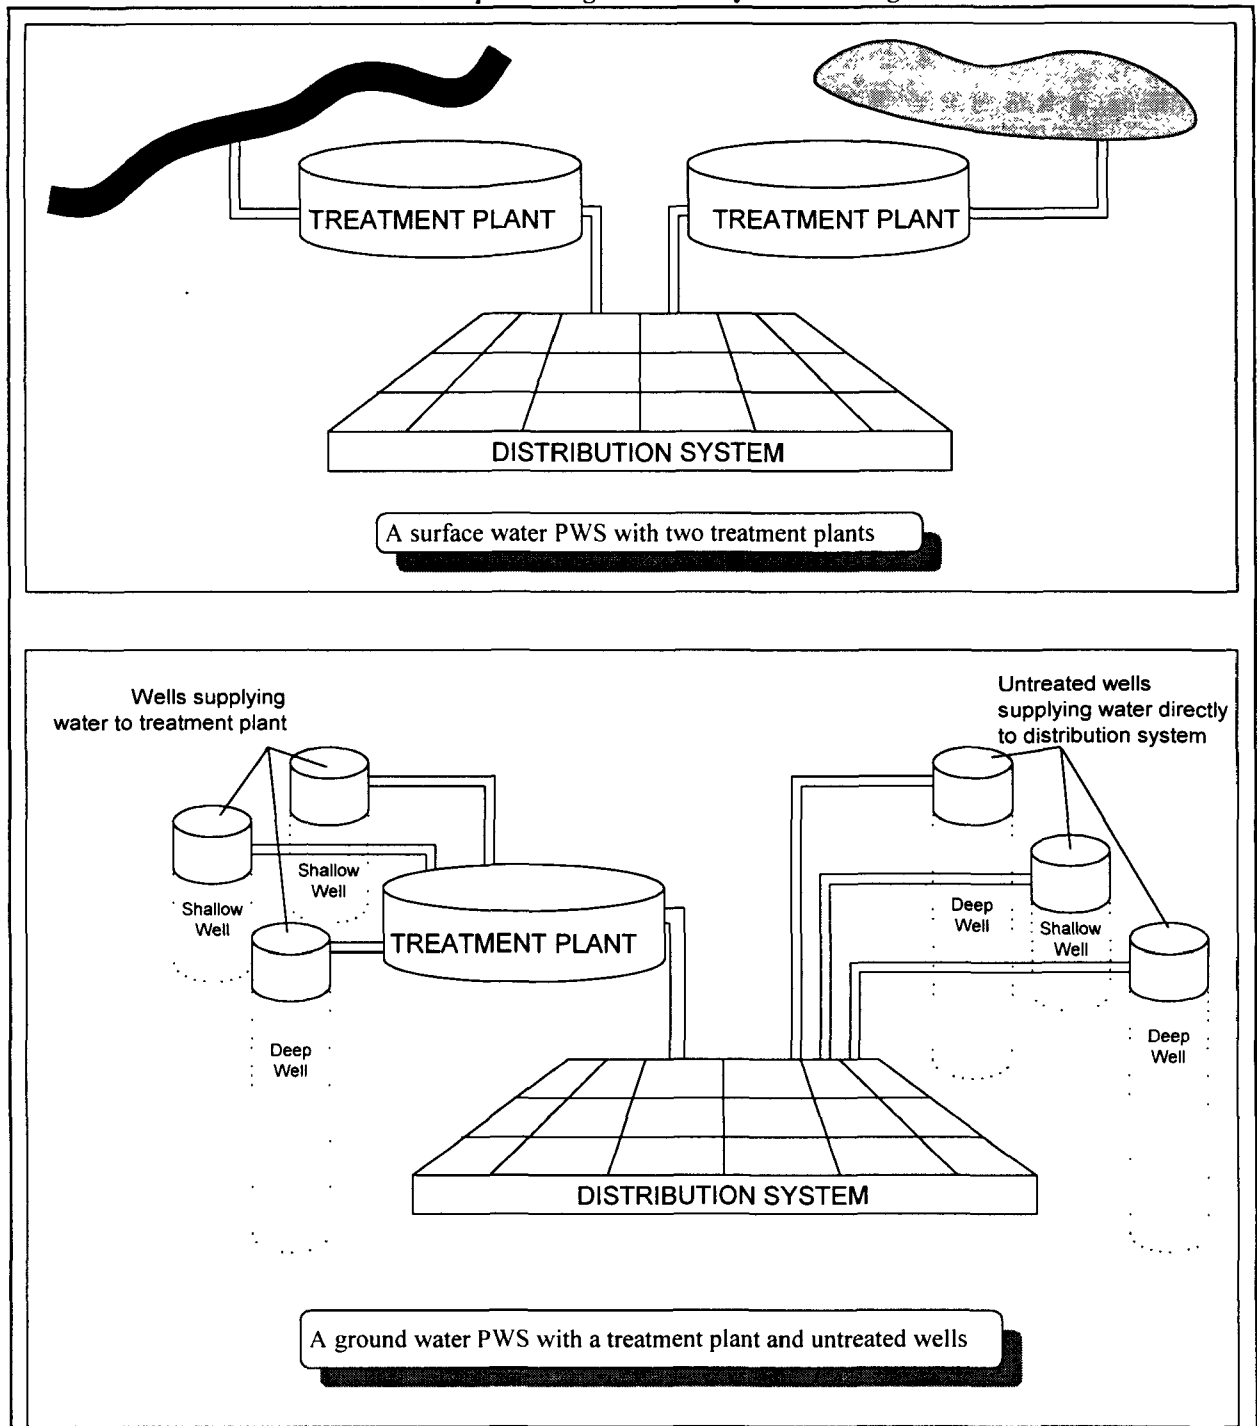 TREATMENT PLANT
TREATMENT PLANT
DISTRIBUTION SYSTEM
A surface water PWS with two treatment plants
Wells supplying
water to treatment plant
Untreated wells
supplying water directly
to distribution system
Shallow
Well
Shallow
Well
Deep
Well
TREATMENT PLANT
Deep
Well
Shallow
Well
Deep
Well
DISTRIBUTION SYSTEM
A ground water PWS with a treatment plant and untreated wells